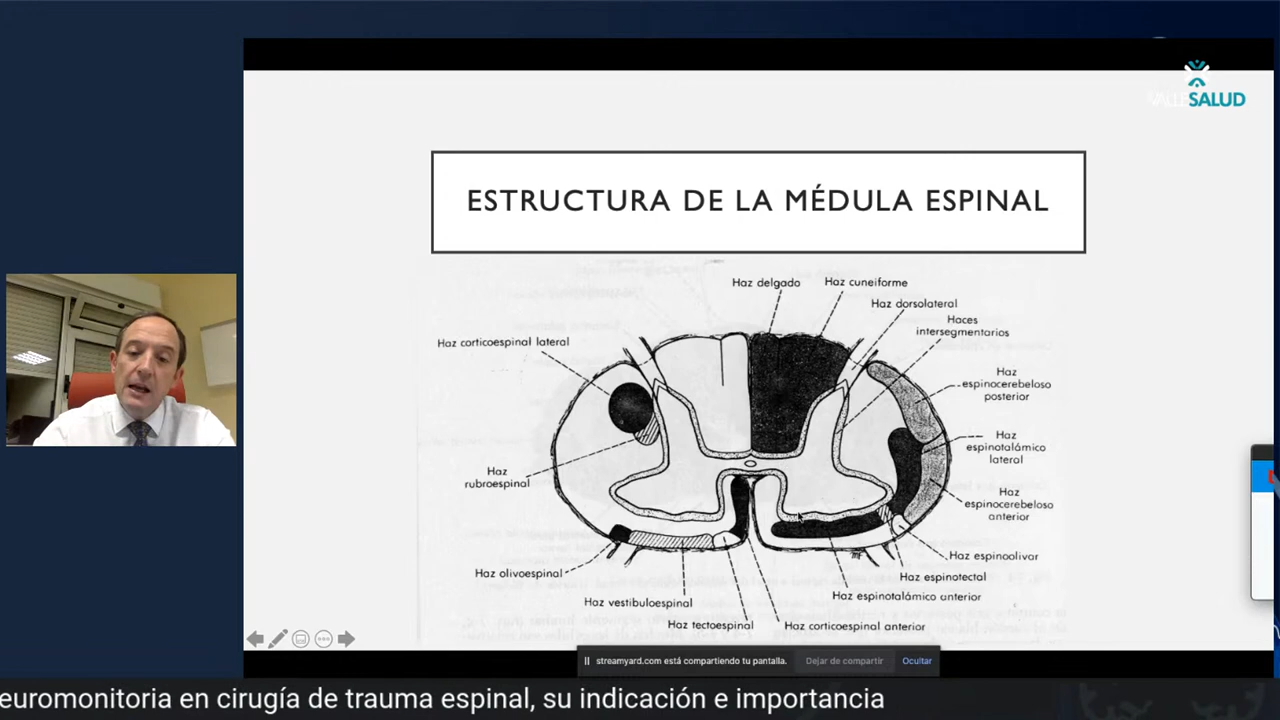 VALLE SALUD
ESTRUCTURA DE LA MÉDULA ESPINAL
Haz delgado
Haz cuneiforme
Haz dorsolateral
Haces
intersegmentarios
Haz corticoespinal lateral
Haz
espinocerebeloso
posterior
Haz
espinotalámico
lateral
Haz
rubroespinal
Haz
espinocerebeloso
anterior
Haz espinoolivar
Haz olivoespinal
Haz espinotectal
Haz espinotalámico anterior
Haz vestibuloespinal
Haz tectoespinal
Haz corticoespinal anterior
streamyard.com está compartiendo tu pantalla.
Dejar de compartir
Ocultar
euromonitoria en cirugía de trauma espinal, su indicación e importancia